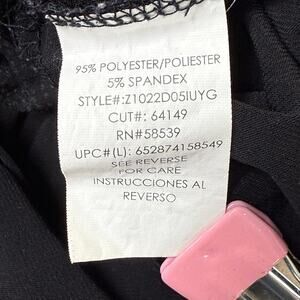 95% POLYESTER/POLIESTER
5% SPANDEX
STYLE#:Z1022D05IUYG
CUT#: 64149
RN#58539
UPC#(L): 652874158549
SEE REVERSE
FOR CARE
INSTRUCCIONES AL
REVERSO